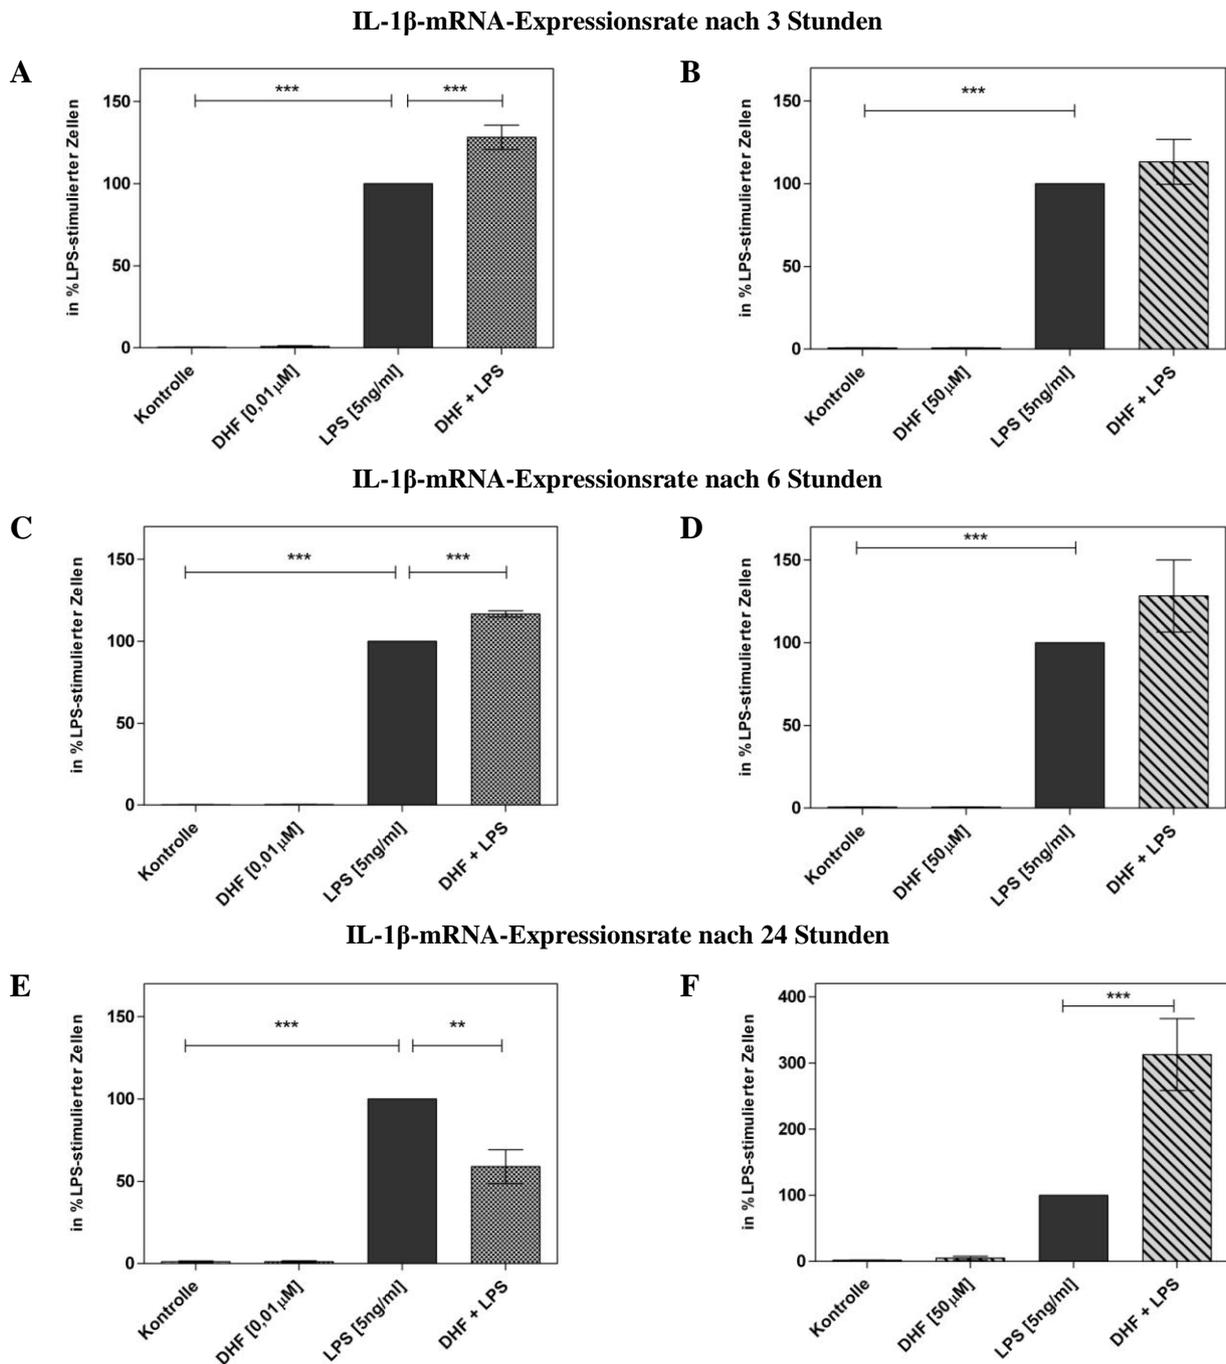 IL-1β-mRNA-Expressionsrate nach 3 Stunden
A
in %LPS-stimulierter Zellen
150
100
50
0
***
***
Kontrolle
DHF [0,01µM]
LPS [5ng/ml]
DHF + LPS
B
in %LPS-stimulierter Zellen
150
100
50
0
***
Kontrolle
DHF [50µM]
LPS [5ng/ml]
DHF + LPS
IL-1β-mRNA-Expressionsrate nach 6 Stunden
C
in %LPS-stimulierter Zellen
150
100
50
0
***
***
Kontrolle
DHF [0,01µM]
LPS [5ng/ml]
DHF + LPS
D
in %LPS-stimulierter Zellen
150
100
50
0
***
Kontrolle
DHF [50µM]
LPS [5ng/ml]
DHF + LPS
IL-1β-mRNA-Expressionsrate nach 24 Stunden
E
in %LPS-stimulierter Zellen
150
100
50
0
***
**
Kontrolle
DHF [0,01µM]
LPS [5ng/ml]
DHF + LPS
F
in %LPS-stimulierter Zellen
400
300
200
100
0
***
Kontrolle
DHF [50µM]
LPS [5ng/ml]
DHF + LPS